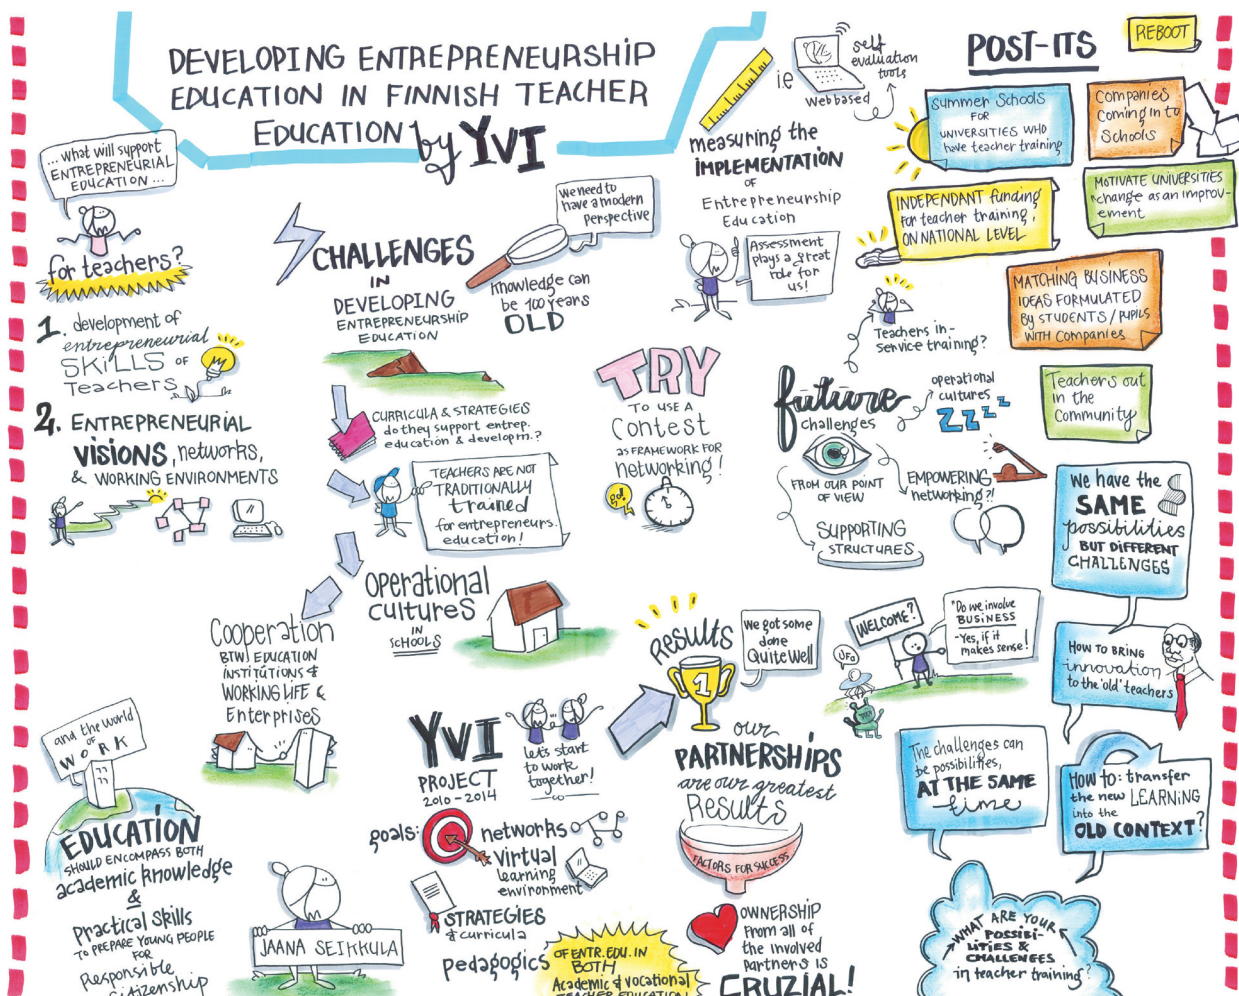 DEVELOPING ENTREPRENEURSHIP
EDUCATION IN FINNISH TEACHER
EDUCATION by YVI
... what will support
ENTREPRENEURIAL
EDUCATION ...
for teachers?
1. development of
entrepreneurial
SKILLS OF
Teachers
2. ENTREPRENEURIAL
VISIONS, networks,
& WORKING ENVIRONMENTS
CHALLENGES
IN
DEVELOPING
ENTREPRENEURSHIP
EDUCATION
We need to
have a modern
perspective
Knowledge can
be 100 years
OLD
CURRICULA & STRATEGIES
do they support entrep.
education & developm.?
TEACHERS ARE NOT
TRADITIONALLY
trained
for entrepreneurs.
education!
OPERATIONAL
CULTURES
IN
SCHOOLS
Cooperation
BTW. EDUCATION
INSTITUTIONS &
WORKING LIFE &
Enterprises
and the world
OF
WORK
EDUCATION
SHOULD ENCOMPASS BOTH
academic knowledge
&
Practical Skills
TO PREPARE YOUNG PEOPLE
FOR
Responsible
Citizenship
JAANA SEIKKULA
YVI
PROJECT
2010-2014
let's start
to work
together!
goals:
networks
Virtual
learning
environment
STRATEGIES
& curricula
pedagogics
OF ENTR. EDU. IN
BOTH
Academic & vocational
TEACHER EDUCATION
i.e
webbased
self
evaluation
tools
measuring the
IMPLEMENTATION
OF
Entrepreneurship
Education
Assessment
plays a great
role for
us!
TRY
TO USE A
Contest
AS FRAMEWORK FOR
networking!
go!
Results
1
We got some
done
Quite Well
our
PARTNERSHIPS
are our greatest
Results
FACTORS FOR SUCCESS
OWNERSHIP
From all of
the involved
Partners is
CRUZIAL!
Teachers in-
service training?
future
challenges
operational
cultures
ZZZZZ
FROM OUR POINT
OF VIEW
EMPOWERING
networking?!
SUPPORTING
STRUCTURES
WELCOME?
"Do we involve
BUSINESS
-Yes, if it
makes sense!
UFO
POST-ITS
REBOOT
Summer Schools
FOR
UNIVERSITIES WHO
have teacher training
Companies
Coming in to
Schools
INDEPENDANT funding
for teacher training,
ON NATIONAL LEVEL
MOTIVATE UNIVERSITIES
change as an improv-
ement
MATCHING BUSINESS
IDEAS FORMULATED
BY STUDENTS/PUPILS
WITH Companies
Teachers out
in the
Community
We have the
SAME
possibilities
BUT DIFFERENT
CHALLENGES
HOW TO BRING
innovation
to the 'old' teachers
The challenges can
be possibilities,
AT THE SAME
time
HOW TO: transfer
the new LEARNING
into the
OLD CONTEXT?
WHAT ARE YOUR
POSSIBI-
LITIES &
CHALLENGES
in teacher training?